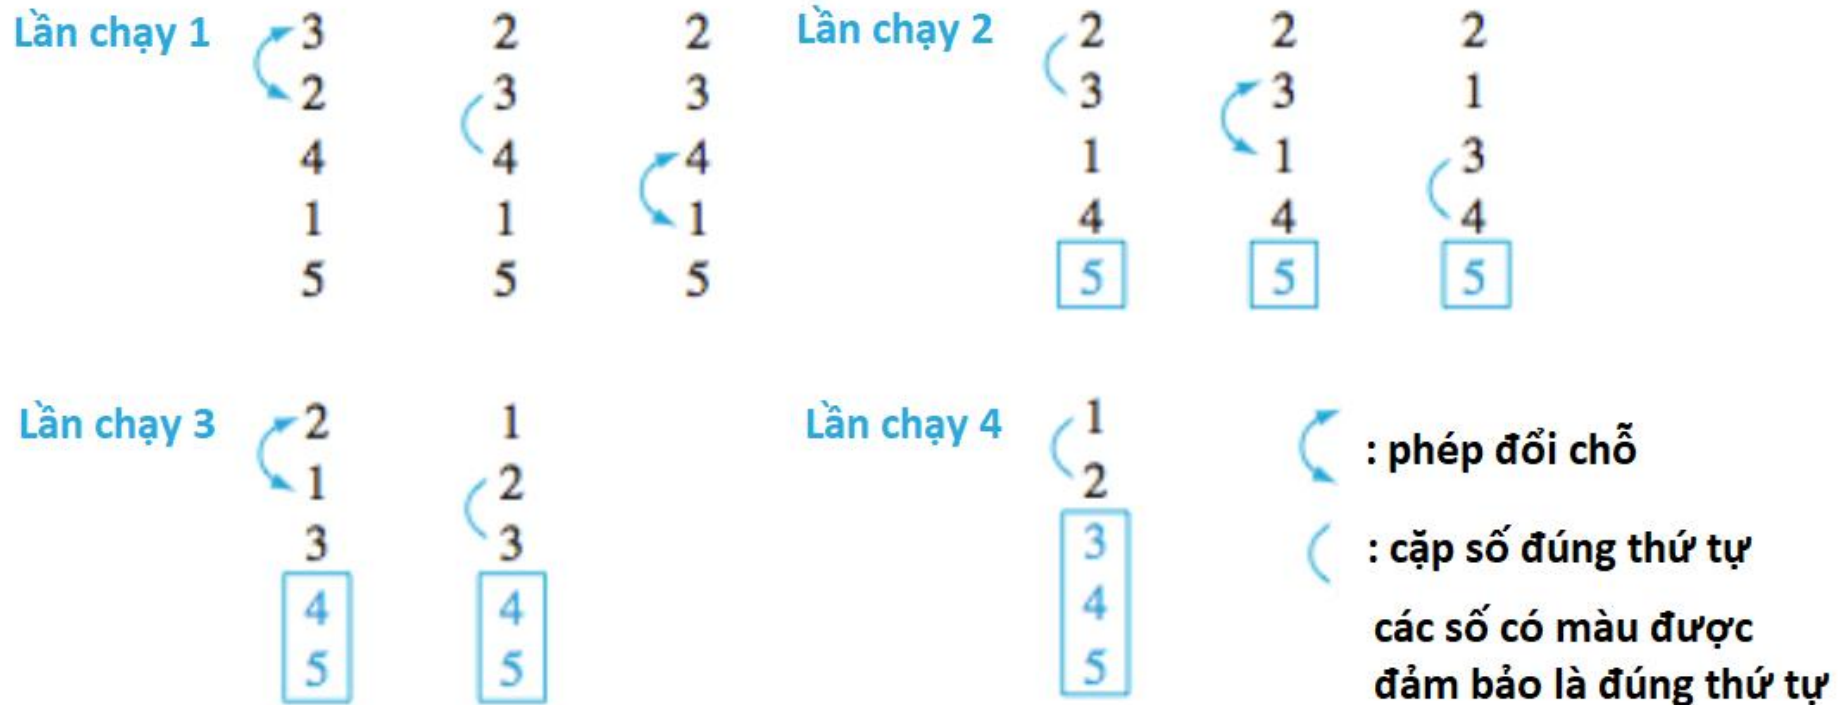 Lần chạy 1
3 2 2
2 3 3
4 4 4
1 1 1
5 5 5
Lần chạy 2
2 2 2
3 3 1
1 1 3
4 4 4
5 5 5
Lần chạy 3
2 1
1 2
3 3
4 4
5 5
Lần chạy 4
1
2
3
4
5
: phép đổi chỗ
: cặp số đúng thứ tự
các số có màu được
đảm bảo là đúng thứ tự